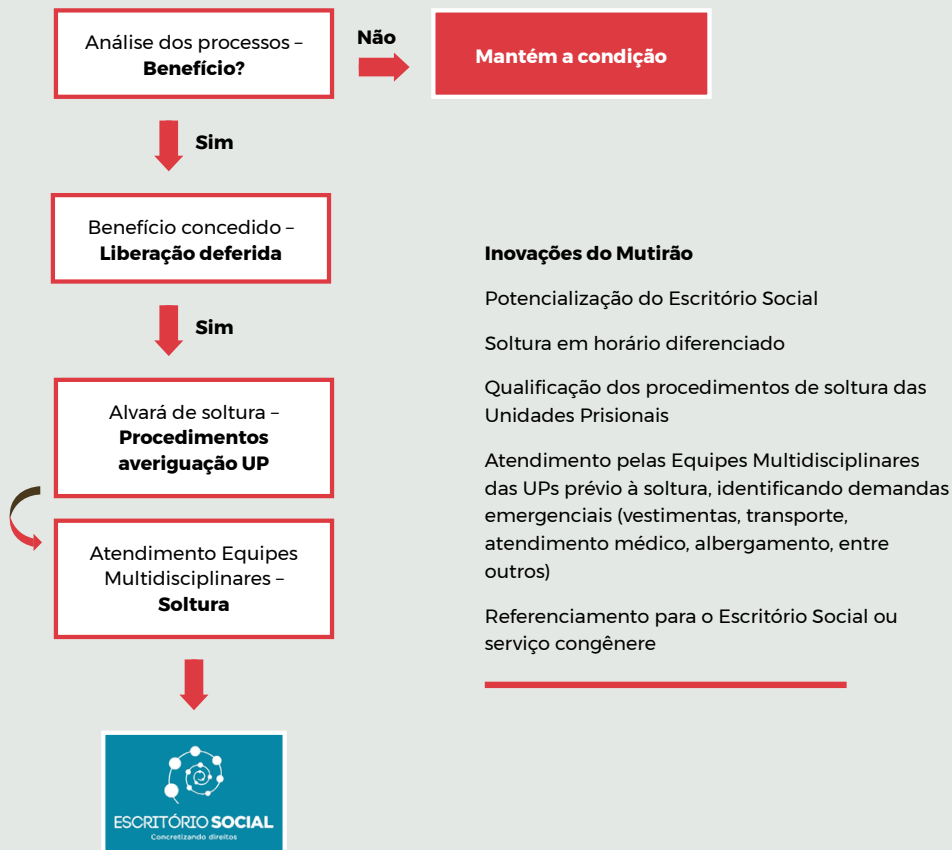 Análise dos processos –
Benefício?
Não
Mantém a condição
Sim
Benefício concedido –
Liberação deferida
Sim
Alvará de soltura –
Procedimentos
averiguação UP
Atendimento Equipes
Multidisciplinares –
Soltura
ESCRITÓRIO SOCIAL
Concretizando direitos
Inovações do Mutirão
Potencialização do Escritório Social
Soltura em horário diferenciado
Qualificação dos procedimentos de soltura das
Unidades Prisionais
Atendimento pelas Equipes Multidisciplinares
das UPs prévio à soltura, identificando demandas
emergenciais (vestimentas, transporte,
atendimento médico, albergamento, entre
outros)
Referenciamento para o Escritório Social ou
serviço congênere